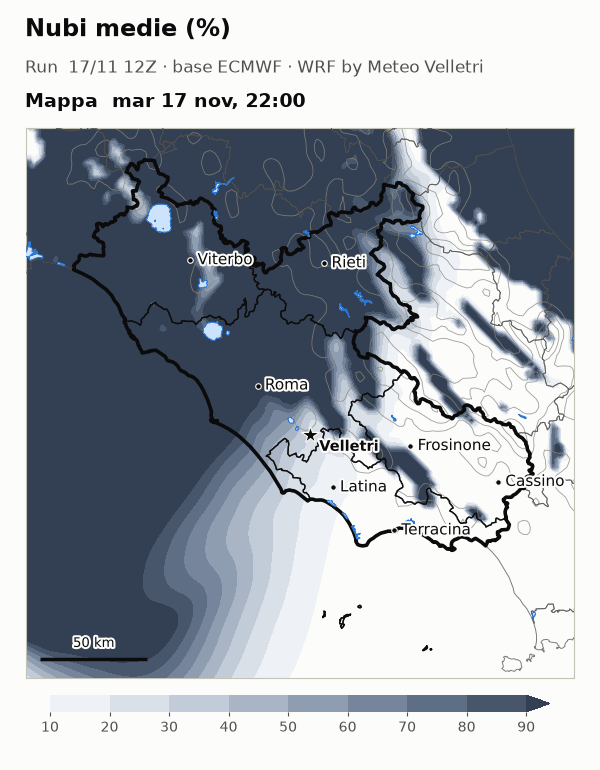 Nubi medie (%)
Run 17/11 12Z · base ECMWF · WRF by Meteo Velletri
Mappa mar 17 nov, 22:00
Viterbo
Rieti
Roma
Velletri
Frosinone
Latina
Cassino
Terracina
50 km
10 20 30 40 50 60 70 80 90